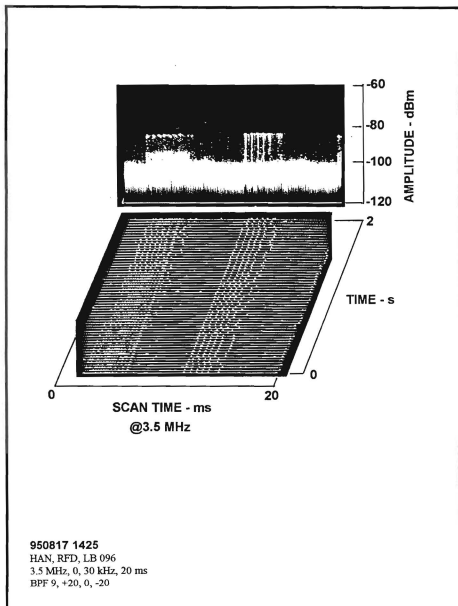 -60
-80
-100
-120
AMPLITUDE - dBm
2
TIME - s
0
0
20
SCAN TIME - ms
@3.5 MHz
950817 1425
HAN, RFD, LB 096
3.5 MHz, 0, 30 kHz, 20 ms
BPF 9, +20, 0, -20